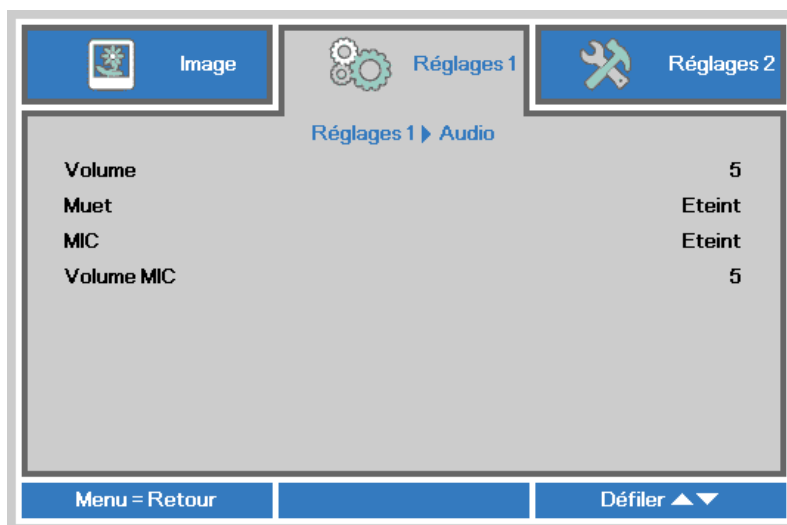 Image
Réglages 1
Réglages 2
Réglages 1 ▶ Audio
Volume 5
Muet Eteint
MIC Eteint
Volume MIC 5
Menu = Retour
Défiler ▲▼